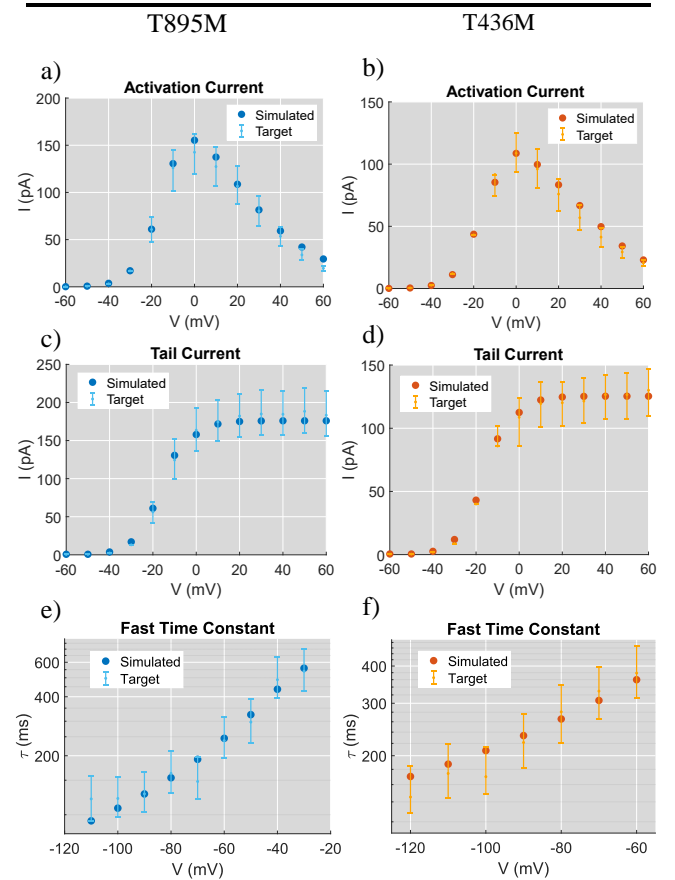 T895M
T436M
a)
Activation Current
200
150
100
50
0
I (pA)
Simulated
Target
-60 -40 -20 0 20 40 60
V (mV)
b)
Activation Current
150
100
50
0
I (pA)
Simulated
Target
-60 -40 -20 0 20 40 60
V (mV)
c)
Tail Current
250
200
150
100
50
0
I (pA)
Simulated
Target
-60 -40 -20 0 20 40 60
V (mV)
d)
Tail Current
150
100
50
0
I (pA)
Simulated
Target
-60 -40 -20 0 20 40 60
V (mV)
e)
Fast Time Constant
600
400
200
τ (ms)
Simulated
Target
-120 -100 -80 -60 -40 -20
V (mV)
f)
Fast Time Constant
400
300
200
τ (ms)
Simulated
Target
-120 -100 -80 -60
V (mV)